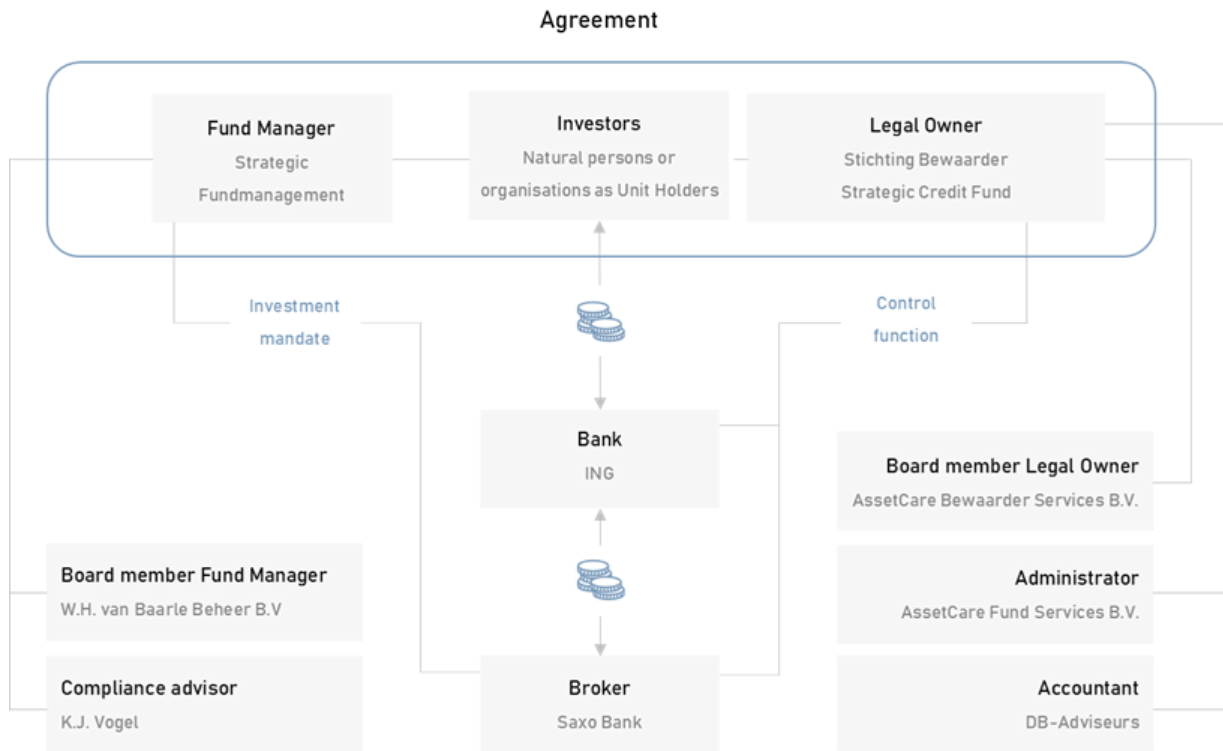 Agreement
Fund Manager
Strategic
Fundmanagement
Investors
Natural persons or
organisations as Unit Holders
Legal Owner
Stichting Bewaarder
Strategic Credit Fund
Investment
mandate
Control
function
Bank
ING
Board member Legal Owner
AssetCare Bewaarder Services B.V.
Board member Fund Manager
W.H. van Baarle Beheer B.V
Administrator
AssetCare Fund Services B.V.
Compliance advisor
K.J. Vogel
Broker
Saxo Bank
Accountant
DB-Adviseurs